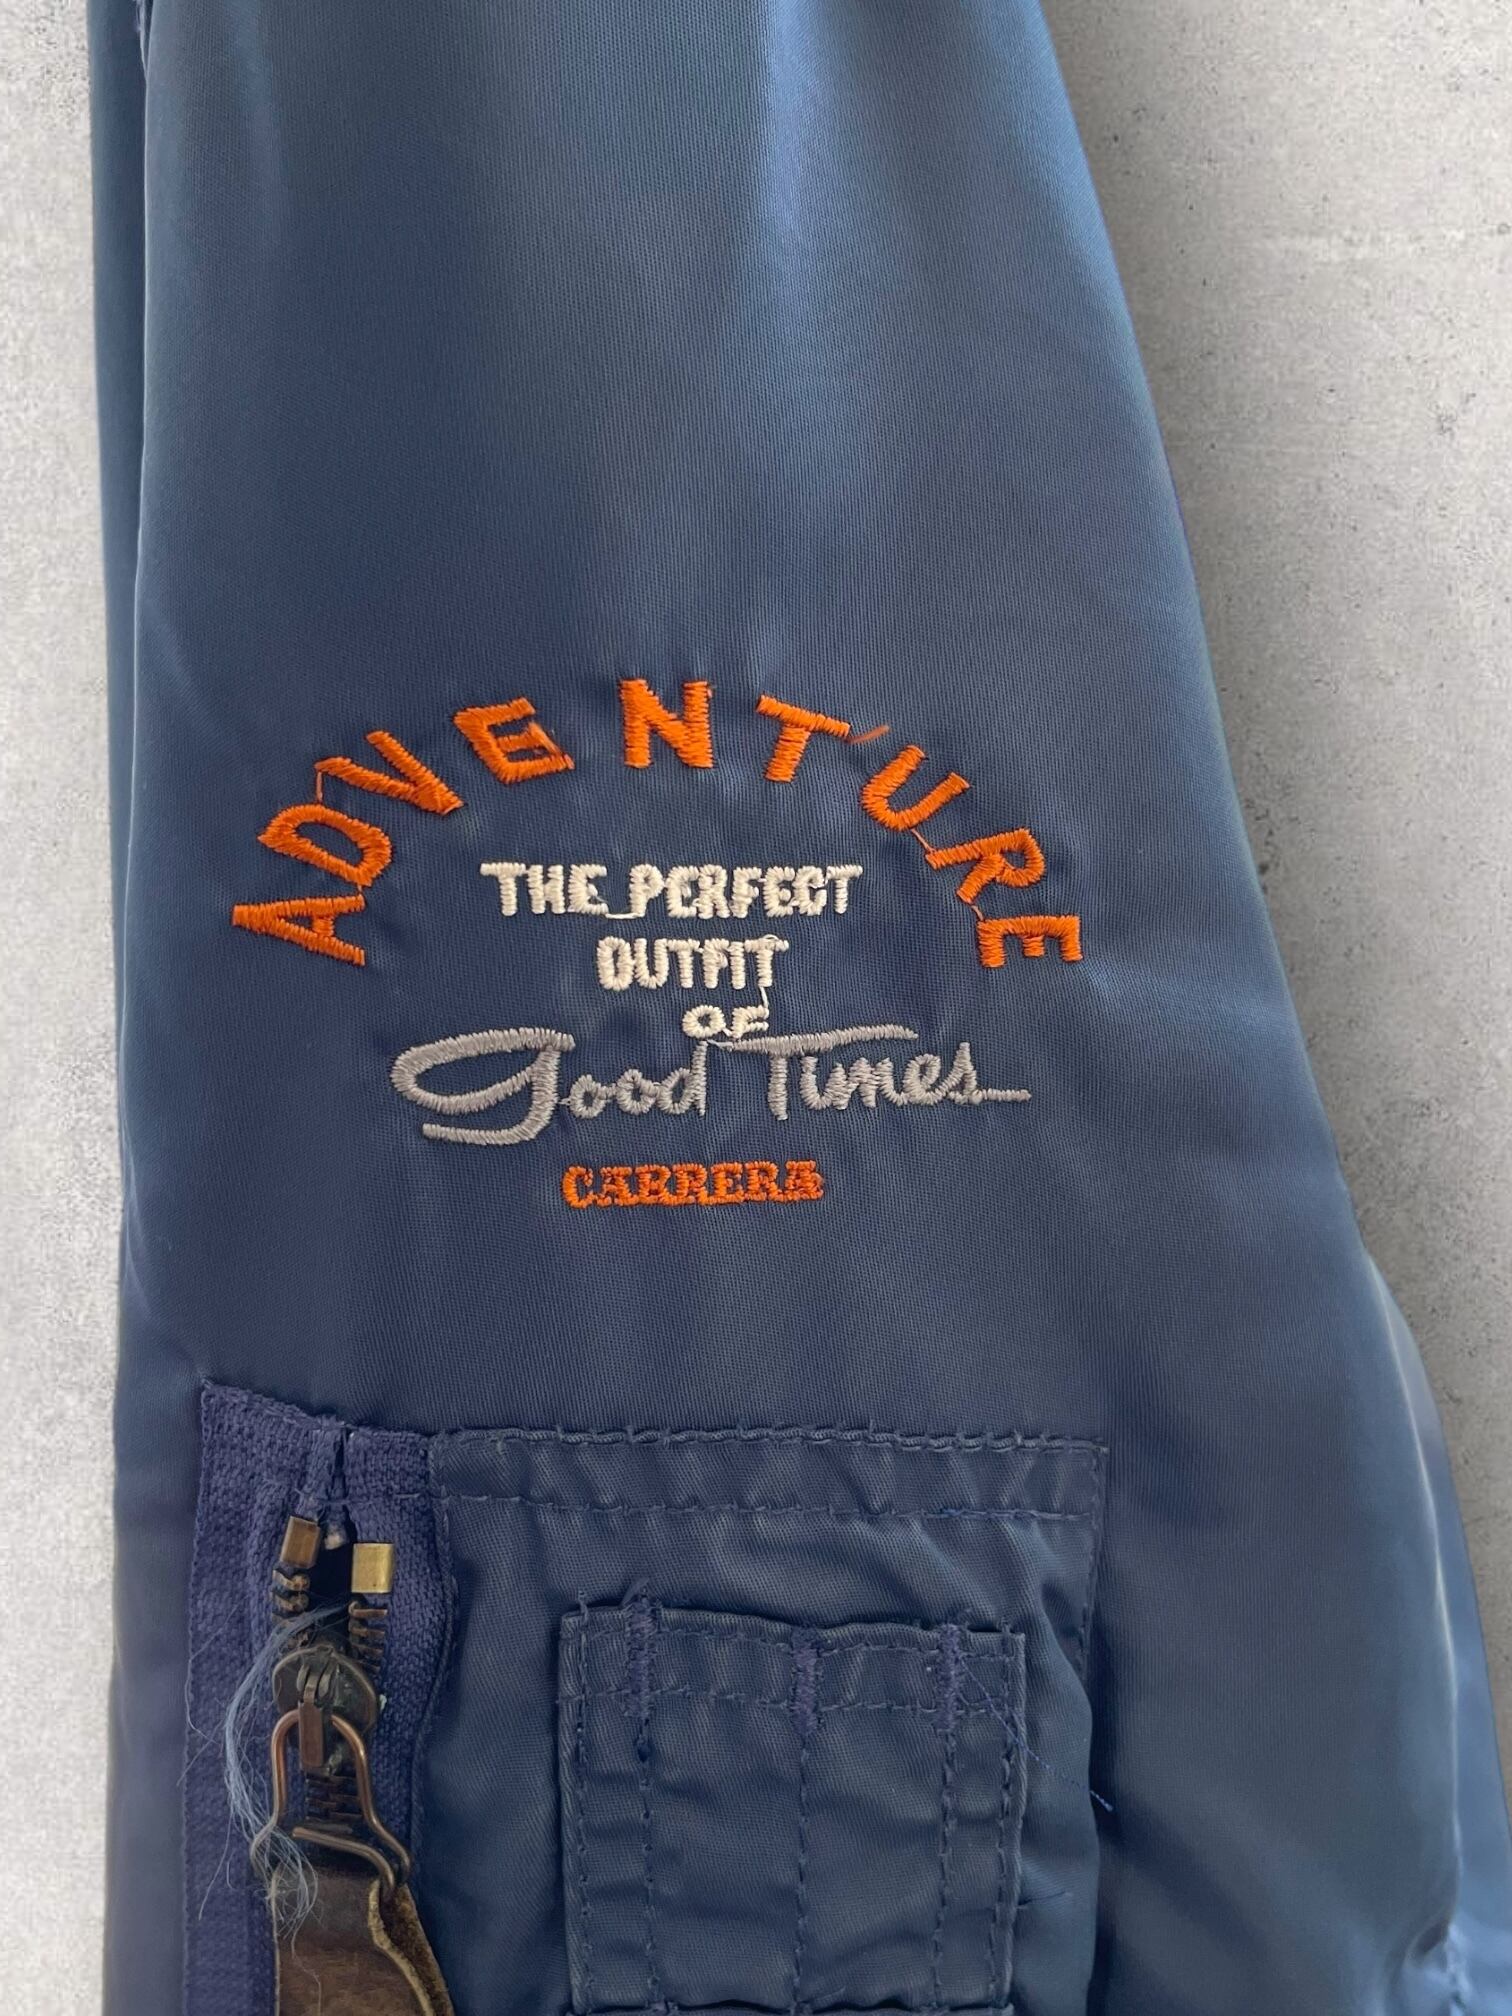 ADVENTURE
THE PERFECT
OUTFIT
OF
Good Times
CARRERA